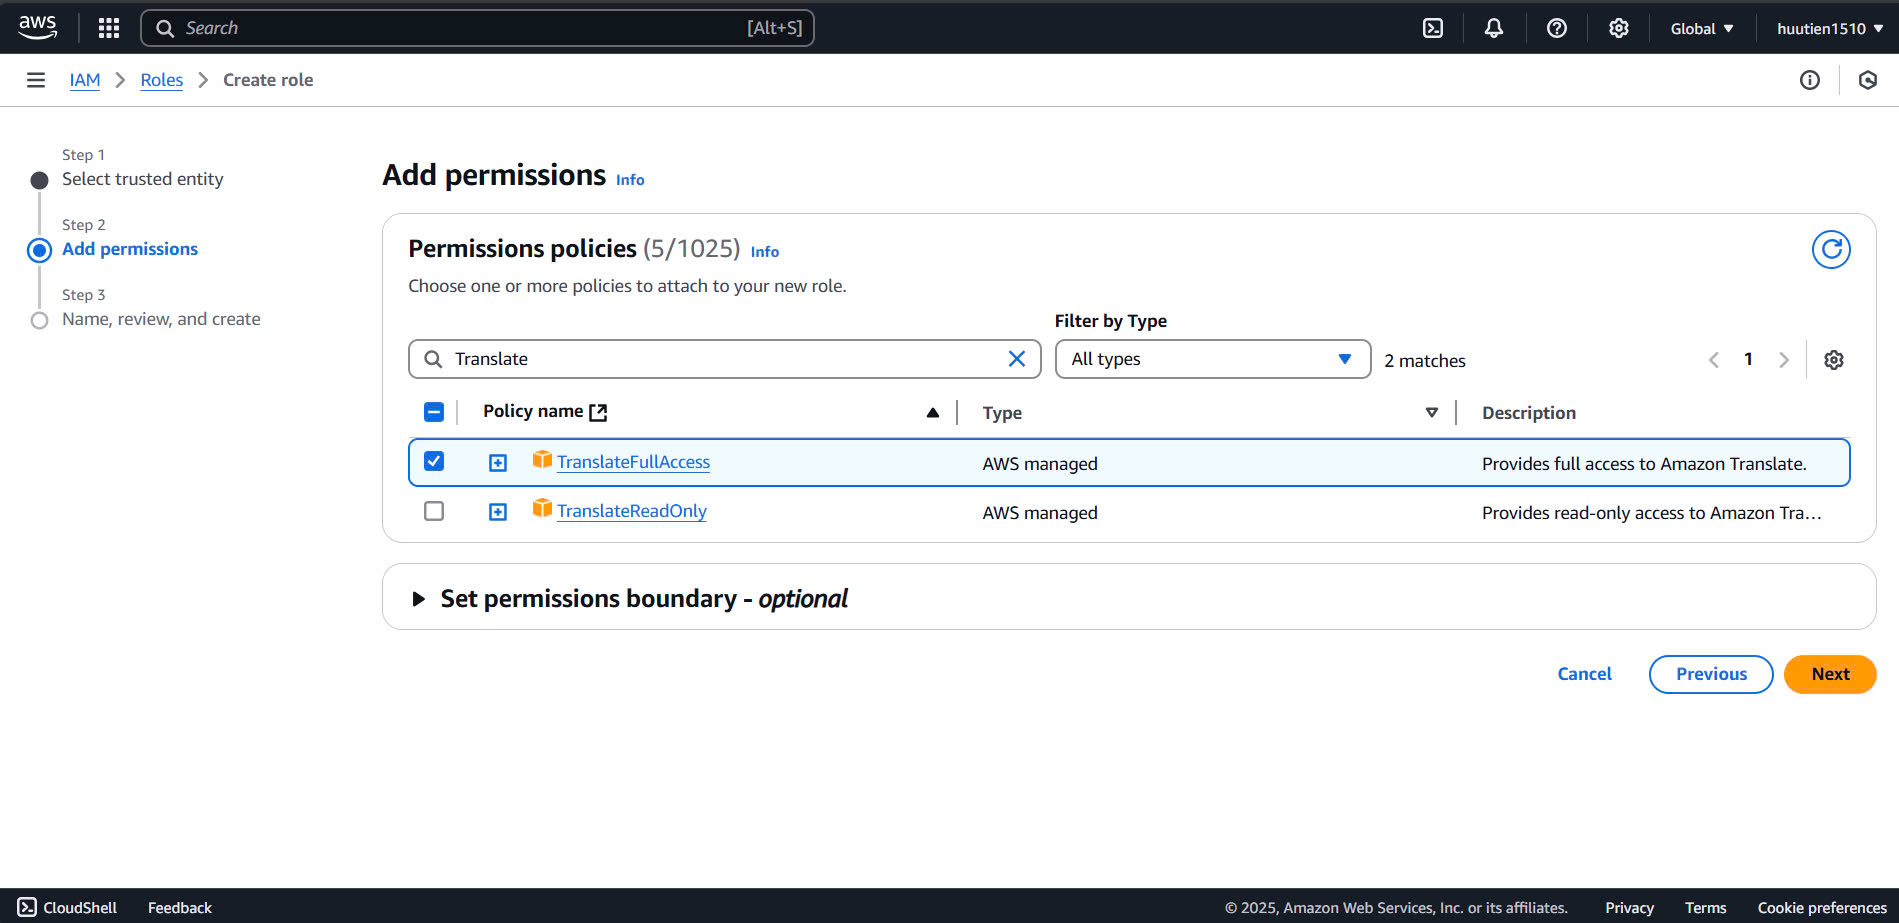 aws
Search [Alt+S]
Global
huutien1510
IAM Roles Create role
Step 1
Select trusted entity
Step 2
Add permissions
Step 3
Name, review, and create
Add permissions Info
Permissions policies (5/1025) Info
Choose one or more policies to attach to your new role.
Filter by Type
Translate
All types
2 matches
1
Policy name Type Description
TranslateFullAccess AWS managed Provides full access to Amazon Translate.
TranslateReadOnly AWS managed Provides read-only access to Amazon Tra…
Set permissions boundary - optional
Cancel Previous Next
CloudShell Feedback © 2025, Amazon Web Services, Inc. or its affiliates. Privacy Terms Cookie preferences